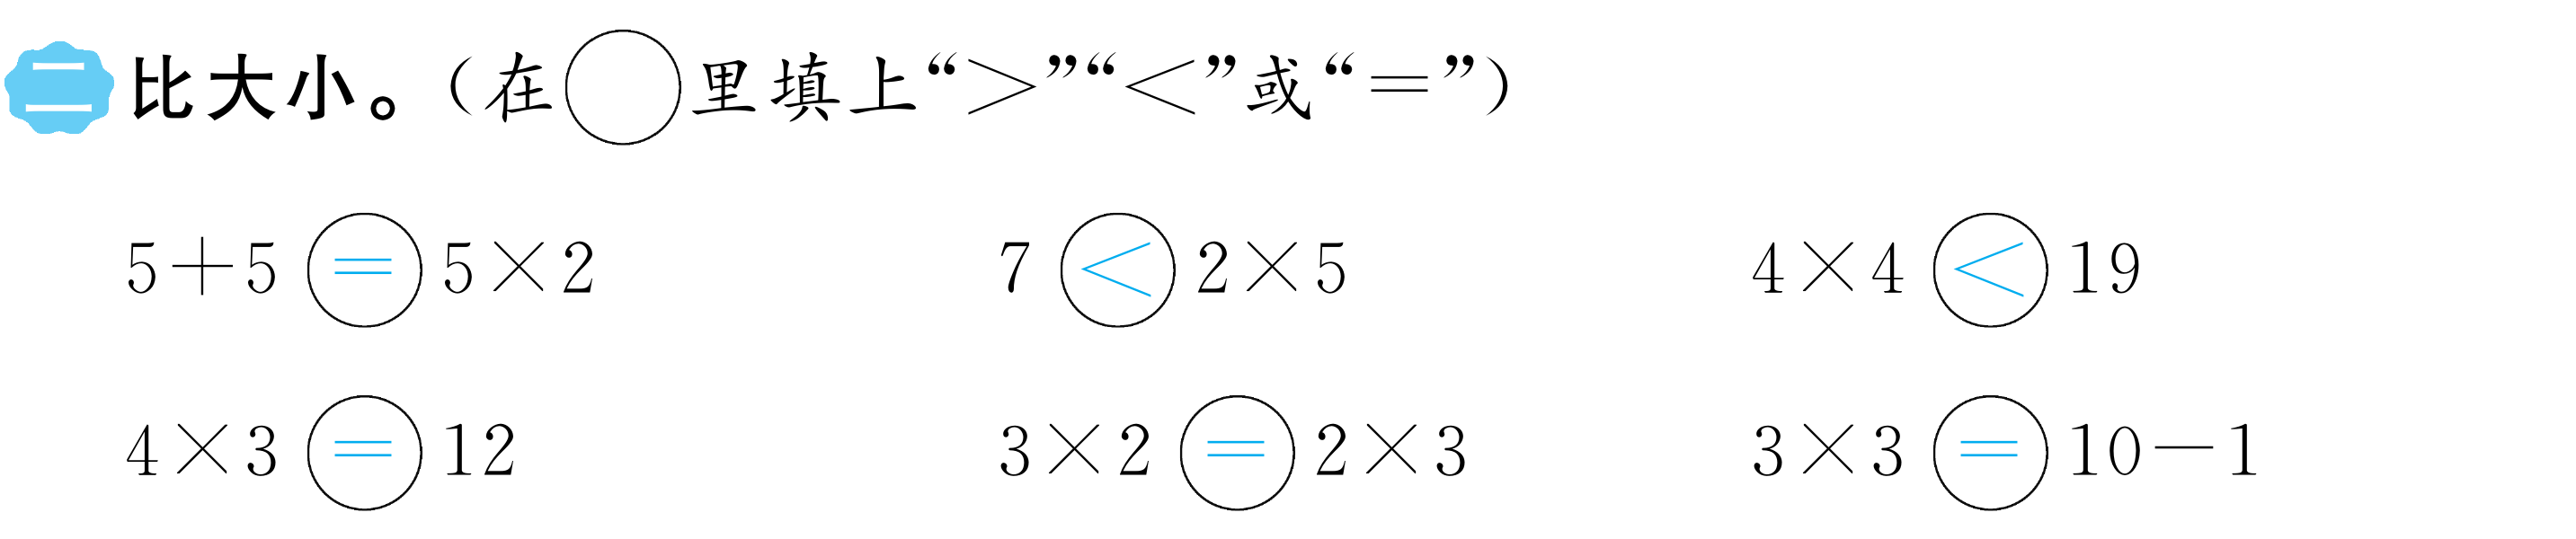 二 比大小。（在○里填上“>”“<”或“=”）
5+5 = 5×2 7 < 2×5 4×4 < 19
4×3 = 12 3×2 = 2×3 3×3 = 10-1